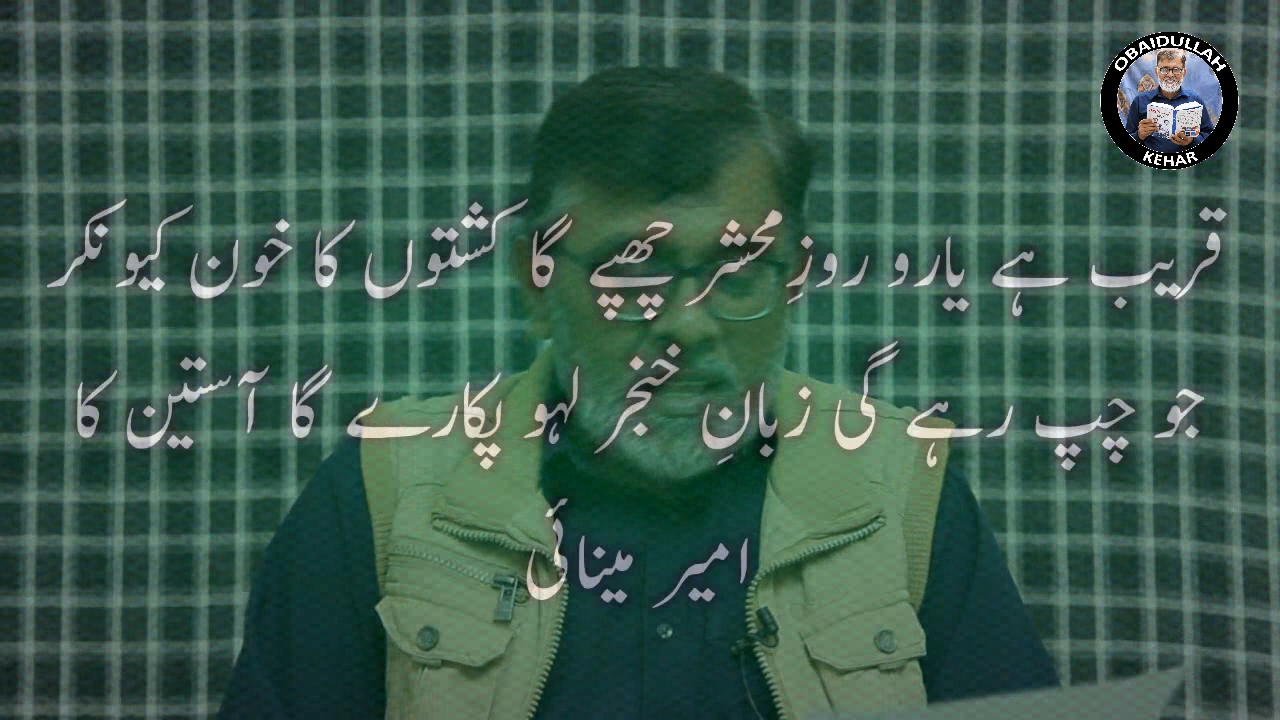 OBAIDULLAH
KEHAR
قریب ہے یارو روزِ محشر چھپے گا کشتوں کا خون کیونکر
جو چپ رہے گی زبانِ خنجر لہو پکارے گا آستین کا
امیر مینائی